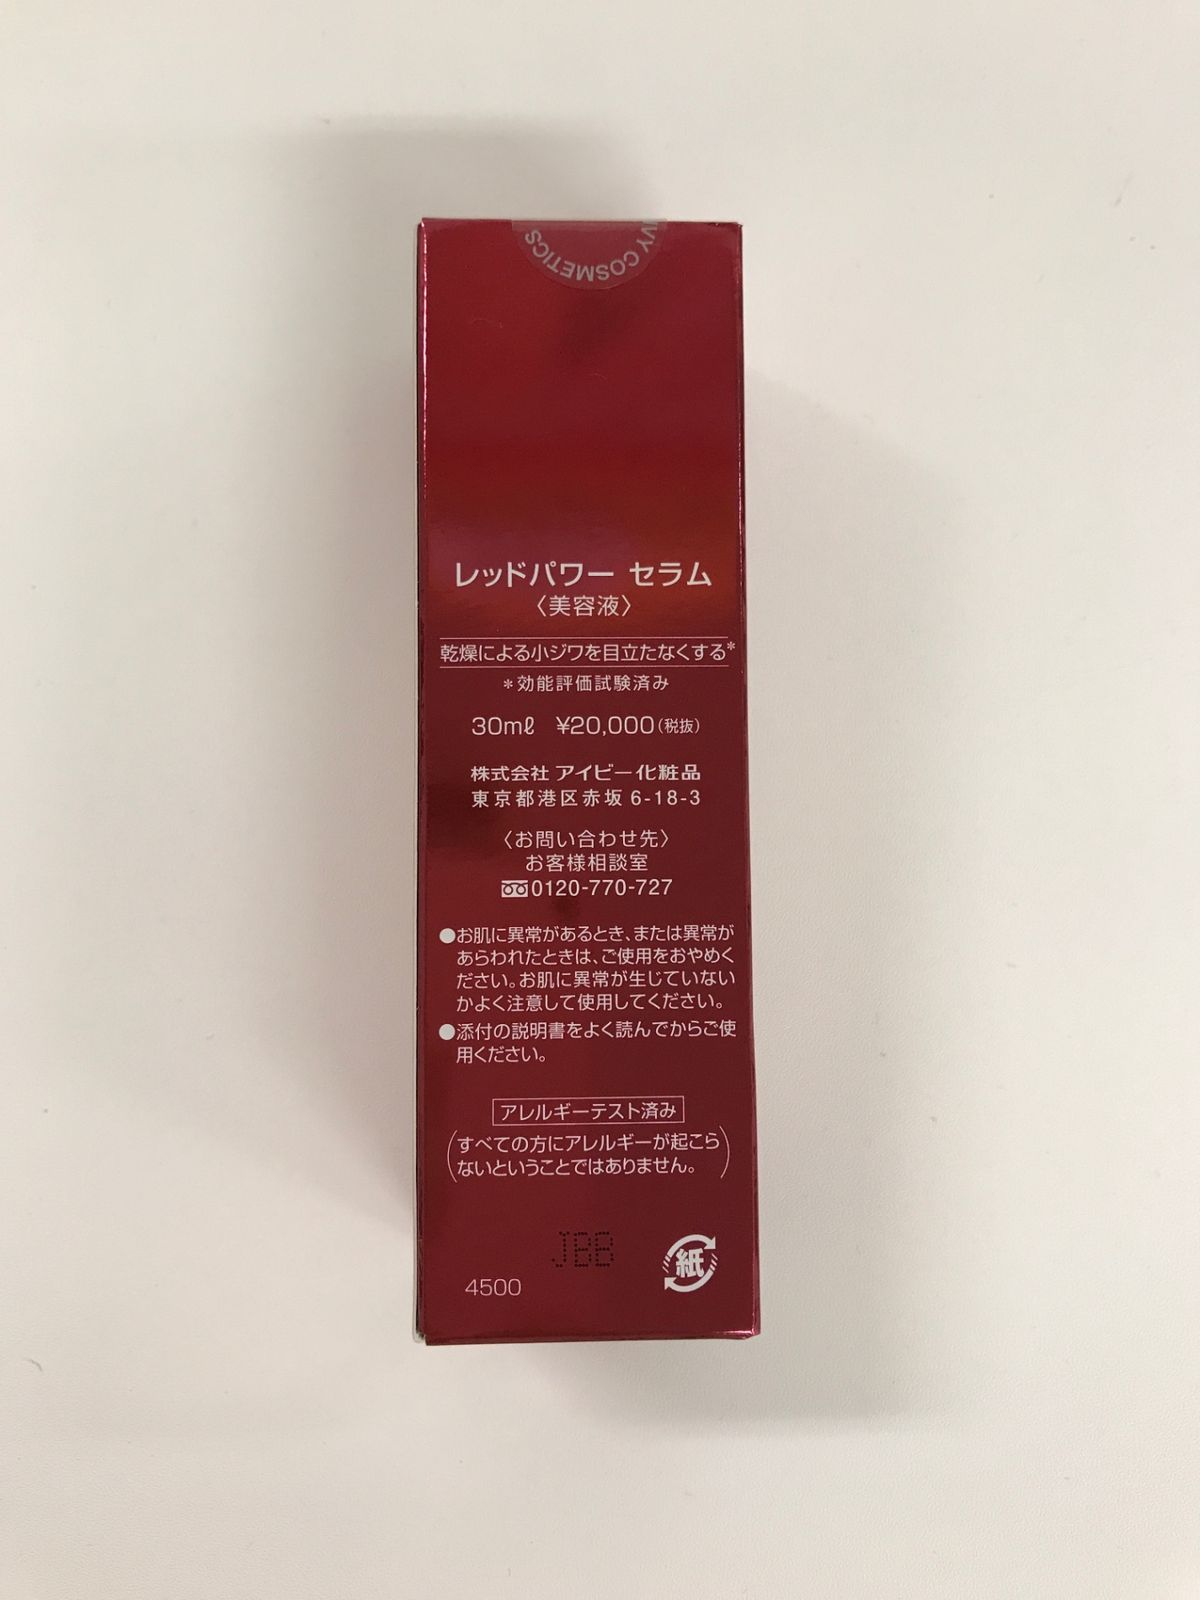 IVY COSMETICS
レッドパワー セラム
〈美容液〉
乾燥による小ジワを目立たなくする*
*効能評価試験済み
30mℓ ¥20,000(税抜)
株式会社 アイビー化粧品
東京都港区赤坂 6-18-3
〈お問い合わせ先〉
お客様相談室
0120-770-727
●お肌に異常があるとき、または異常が
あらわれたときは、ご使用をおやめく
ださい。お肌に異常が生じていない
かよく注意して使用してください。
●添付の説明書をよく読んでからご使
用ください。
アレルギーテスト済み
(すべての方にアレルギーが起こら
ないということではありません。)
4500
紙